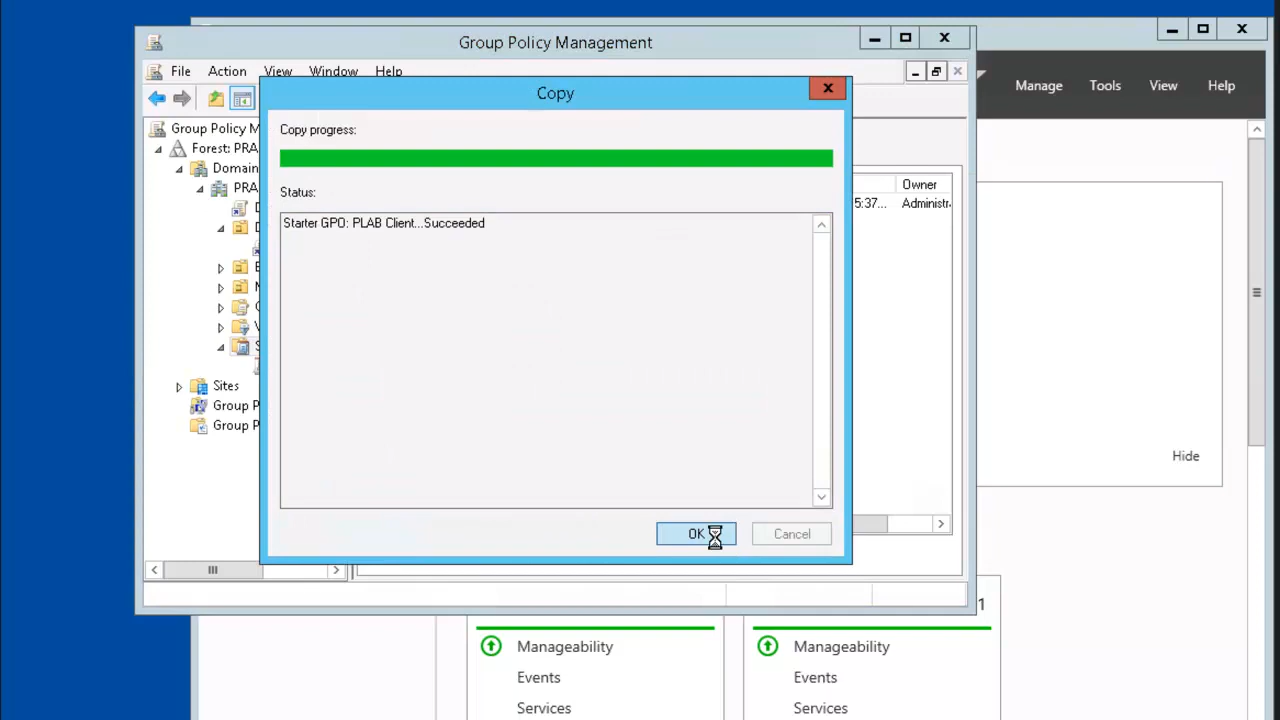 Group Policy Management
File Action View Window Help
Manage Tools View Help
Copy
Copy progress:
Status:
Starter GPO: PLAB Client...Succeeded
OK
Cancel
Group Policy M
Forest: PRA
Domain
PRA
Sites
Group P
Group P
Owner
5:37... Administr
Hide
1
Manageability
Events
Services
Manageability
Events
Services